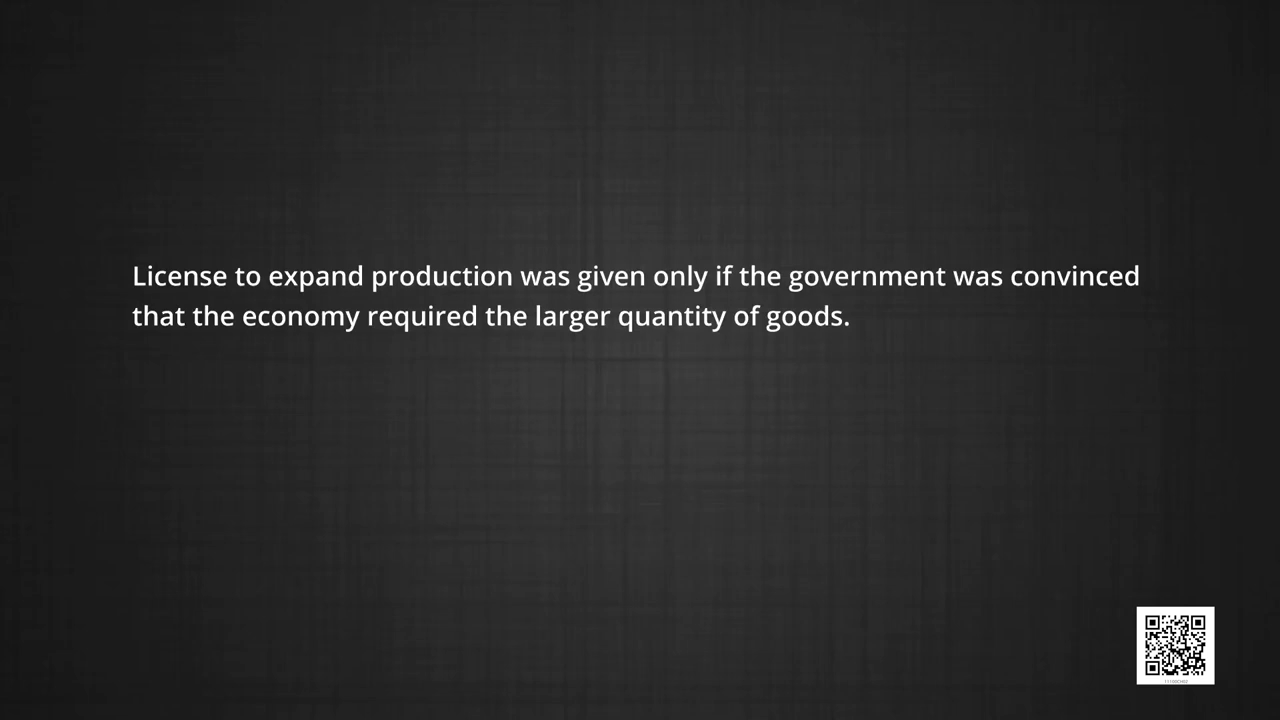 License to expand production was given only if the government was convinced
that the economy required the larger quantity of goods.